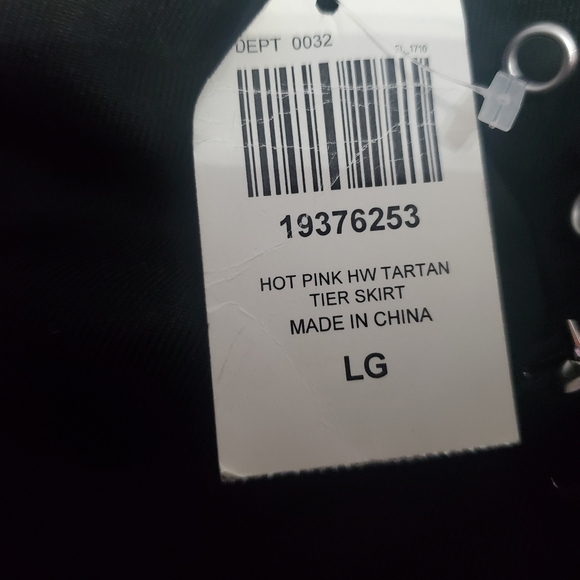 DEPT 0032
19376253
HOT PINK HW TARTAN
TIER SKIRT
MADE IN CHINA
LG